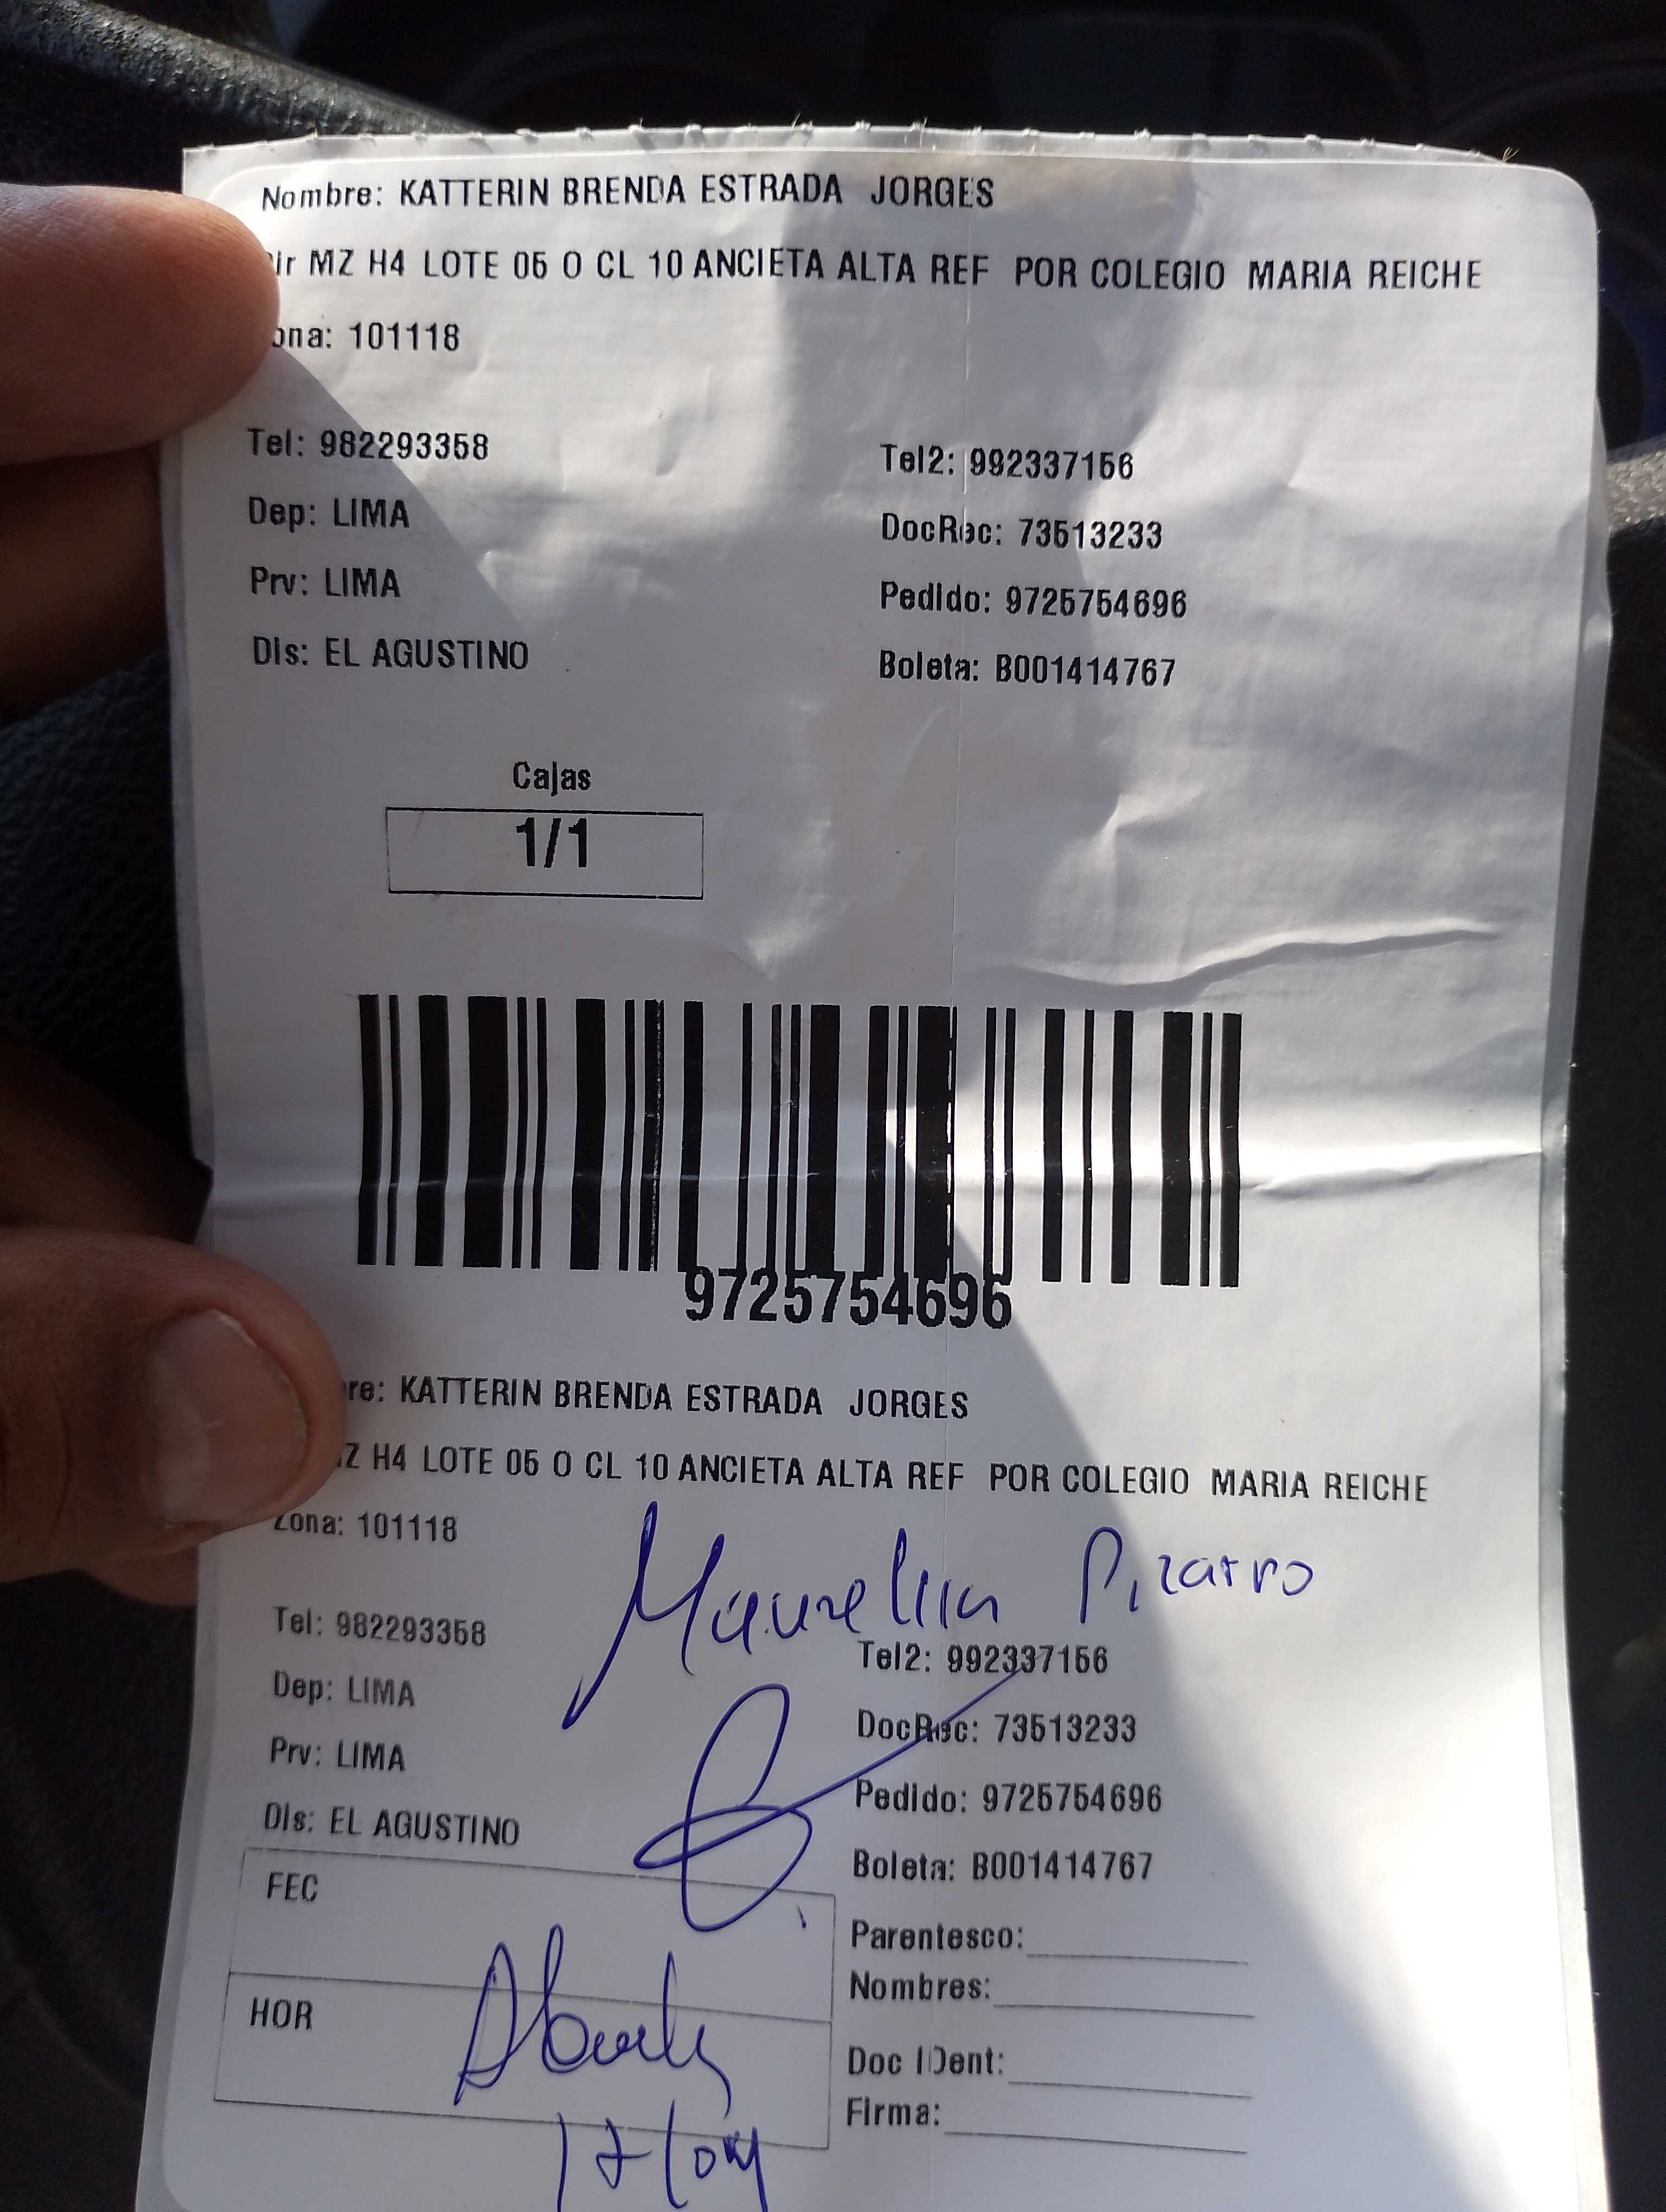 Nombre: KATTERIN BRENDA ESTRADA JORGES
ir MZ H4 LOTE 05 O CL 10 ANCIETA ALTA REF POR COLEGIO MARIA REICHE
ona: 101118
Tel: 982293358 Tel2: 992337156
Dep: LIMA DocRec: 73513233
Prv: LIMA Pedido: 9725754696
Dis: EL AGUSTINO Boleta: B001414767
Cajas
1/1
9725754696
re: KATTERIN BRENDA ESTRADA JORGES
MZ H4 LOTE 05 O CL 10 ANCIETA ALTA REF POR COLEGIO MARIA REICHE
Zona: 101118
Pizarro
Tel: 982293358 Tel2: 992337156
Dep: LIMA DocRec: 73513233
Prv: LIMA Pedido: 9725754696
Dis: EL AGUSTINO Boleta: B001414767
FEC
Parentesco:
Nombres:
HOR
Doc IDent:
Firma: